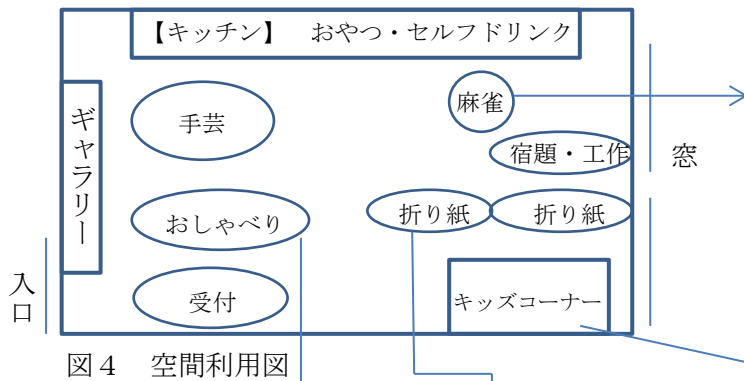 【キッチン】　おやつ・セルフドリンク
麻雀
手芸
ギャラリー
宿題・工作
窓
おしゃべり
折り紙
折り紙
入口
受付
キッズコーナー
図４　空間利用図